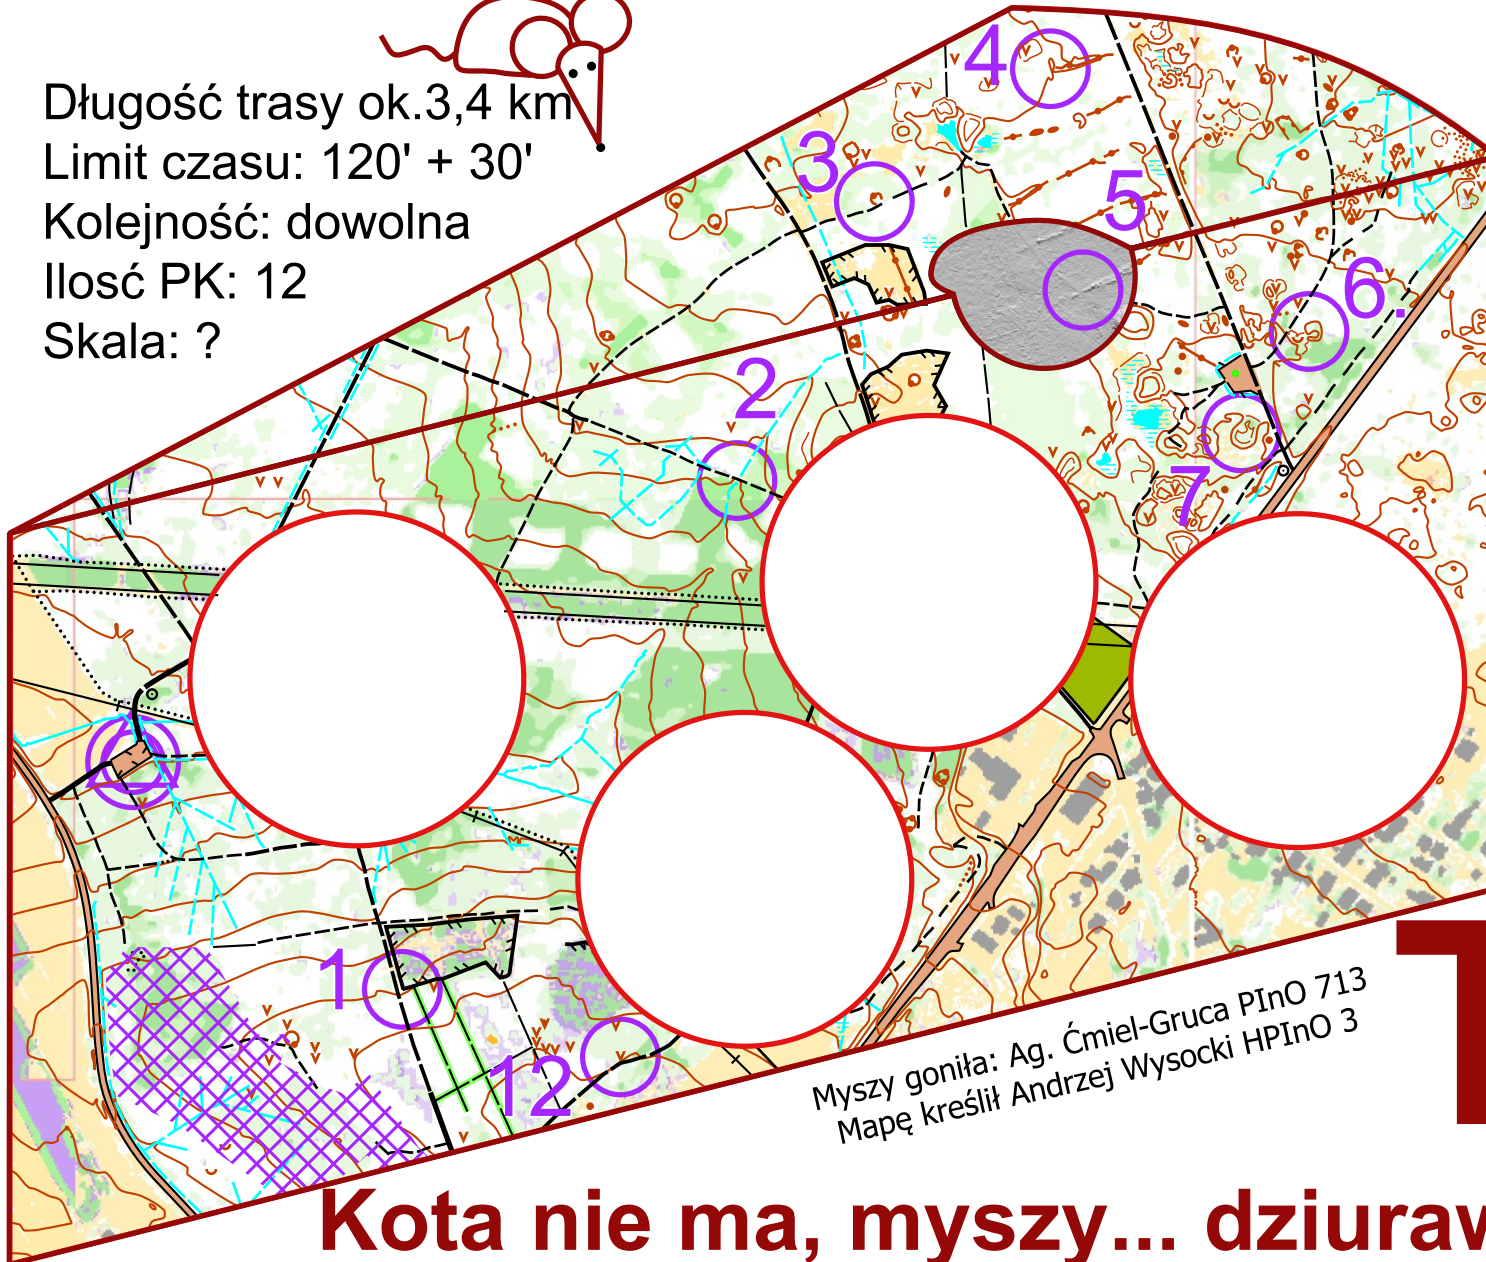 Długość trasy ok.3,4 km
Limit czasu: 120' + 30'
Kolejność: dowolna
Ilosć PK: 12
Skala: ?
4
3
5
6.
2
7
1
12
Myszy goniła: Ag. Ćmiel-Gruca PInO 713
Mapę kreślił Andrzej Wysocki HPInO 3
T
Kota nie ma, myszy... dziuraw